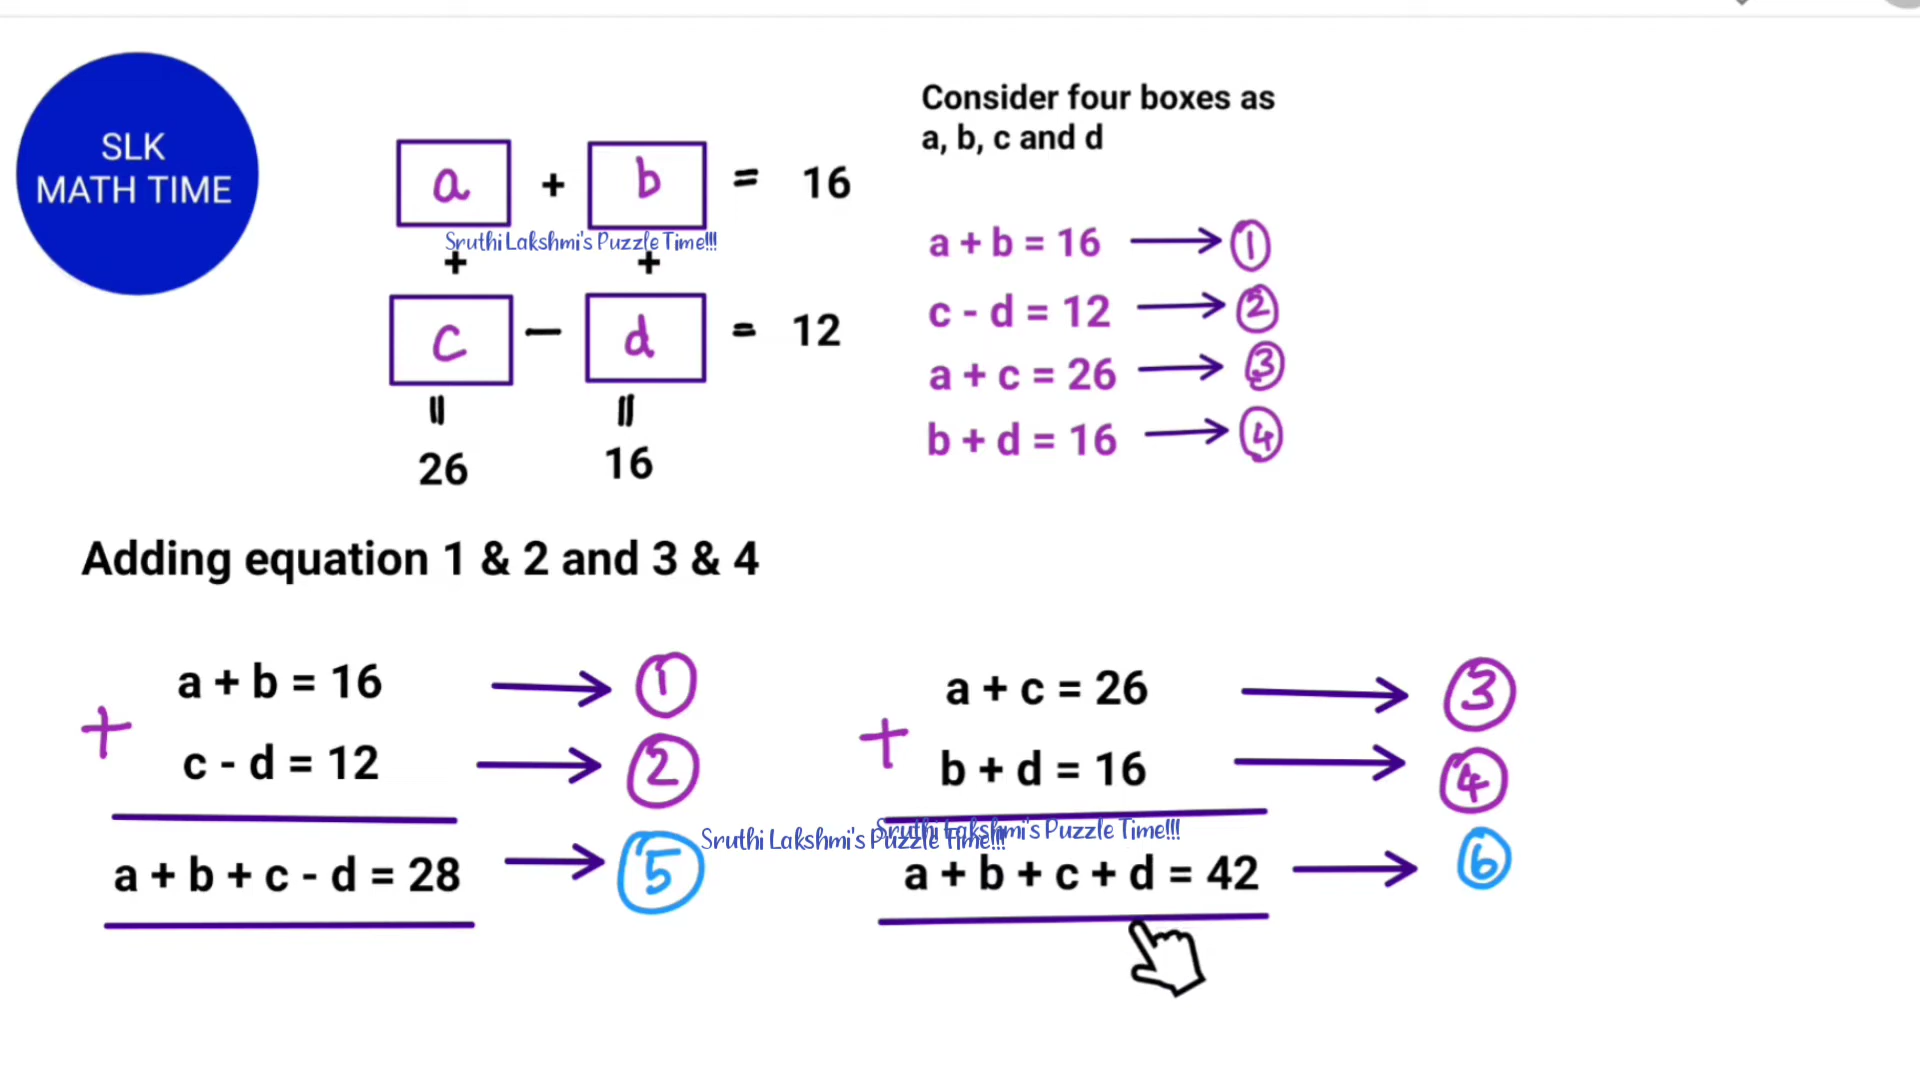 SLK
MATH TIME
a + b = 16
Sruthi Lakshmi's Puzzle Time!!!
+ +
c − d = 12
= =
26 16
Consider four boxes as
a, b, c and d
a + b = 16 → 1
c - d = 12 → 2
a + c = 26 → 3
b + d = 16 → 4
Adding equation 1 & 2 and 3 & 4
a + b = 16 → 1
+
c - d = 12 → 2
a + b + c - d = 28 → 5
a + c = 26 → 3
+
b + d = 16 → 4
Sruthi Lakshmi's Puzzle Time!!!
Sruthi Lakshmi's Puzzle Time!!!
a + b + c + d = 42 → 6